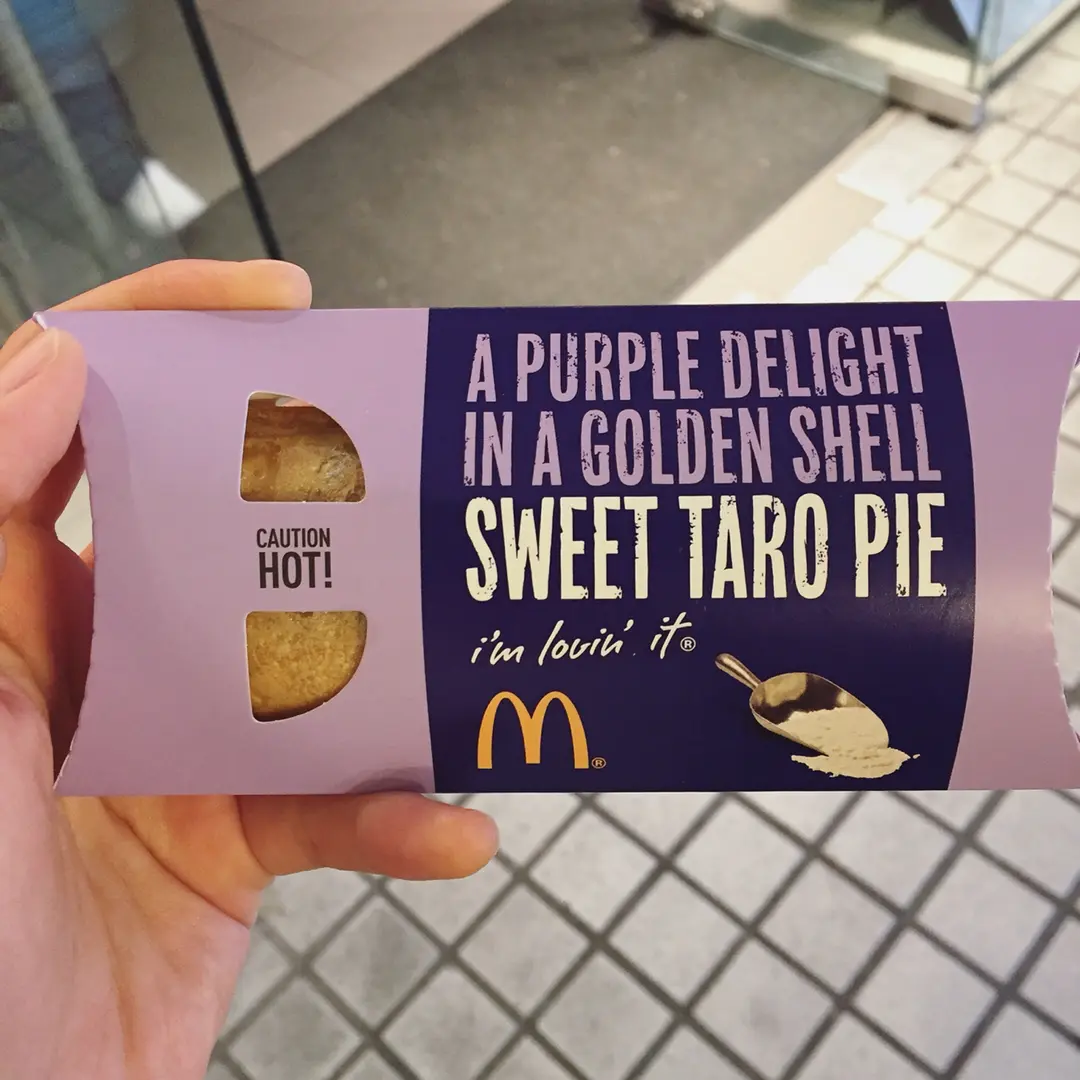 A PURPLE DELIGHT
IN A GOLDEN SHELL
SWEET TARO PIE
i'm lovin' it®
M®
CAUTION
HOT!